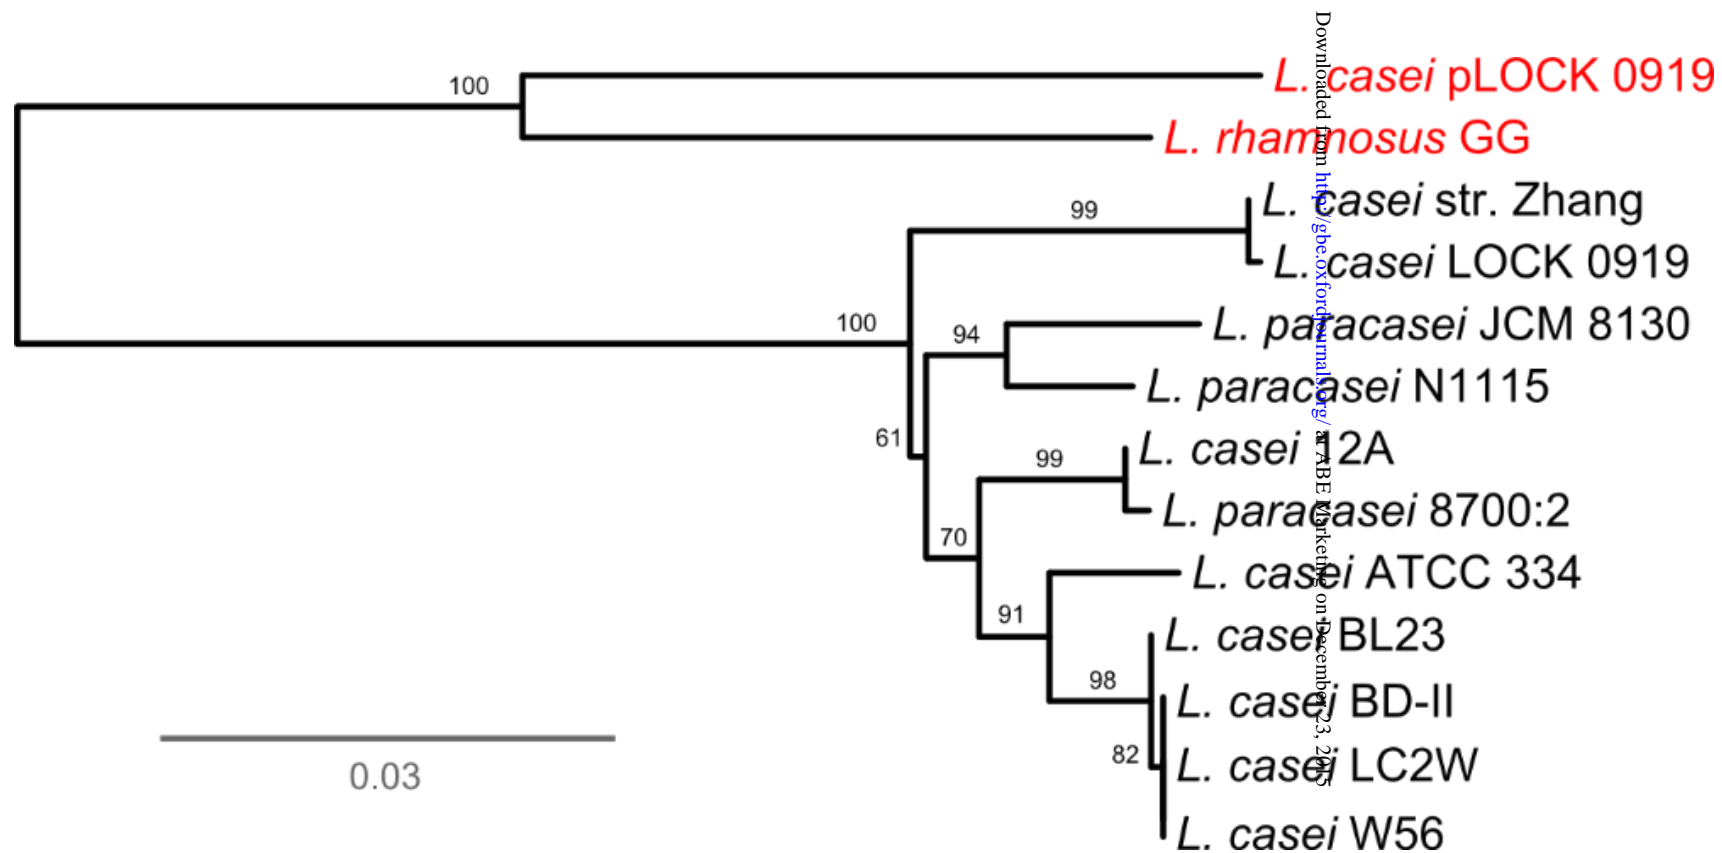 100
L. casei pLOCK 0919
L. rhamnosus GG
99
L. casei str. Zhang
L. casei LOCK 0919
100
94
L. paracasei JCM 8130
L. paracasei N1115
61
99
L. casei 12A
L. paracasei 8700:2
70
L. casei ATCC 334
91
L. casei BL23
98
L. casei BD-II
82
L. casei LC2W
L. casei W56
0.03
Downloaded from http://gbe.oxfordjournals.org/ at ABE Marketing on December 23, 2015